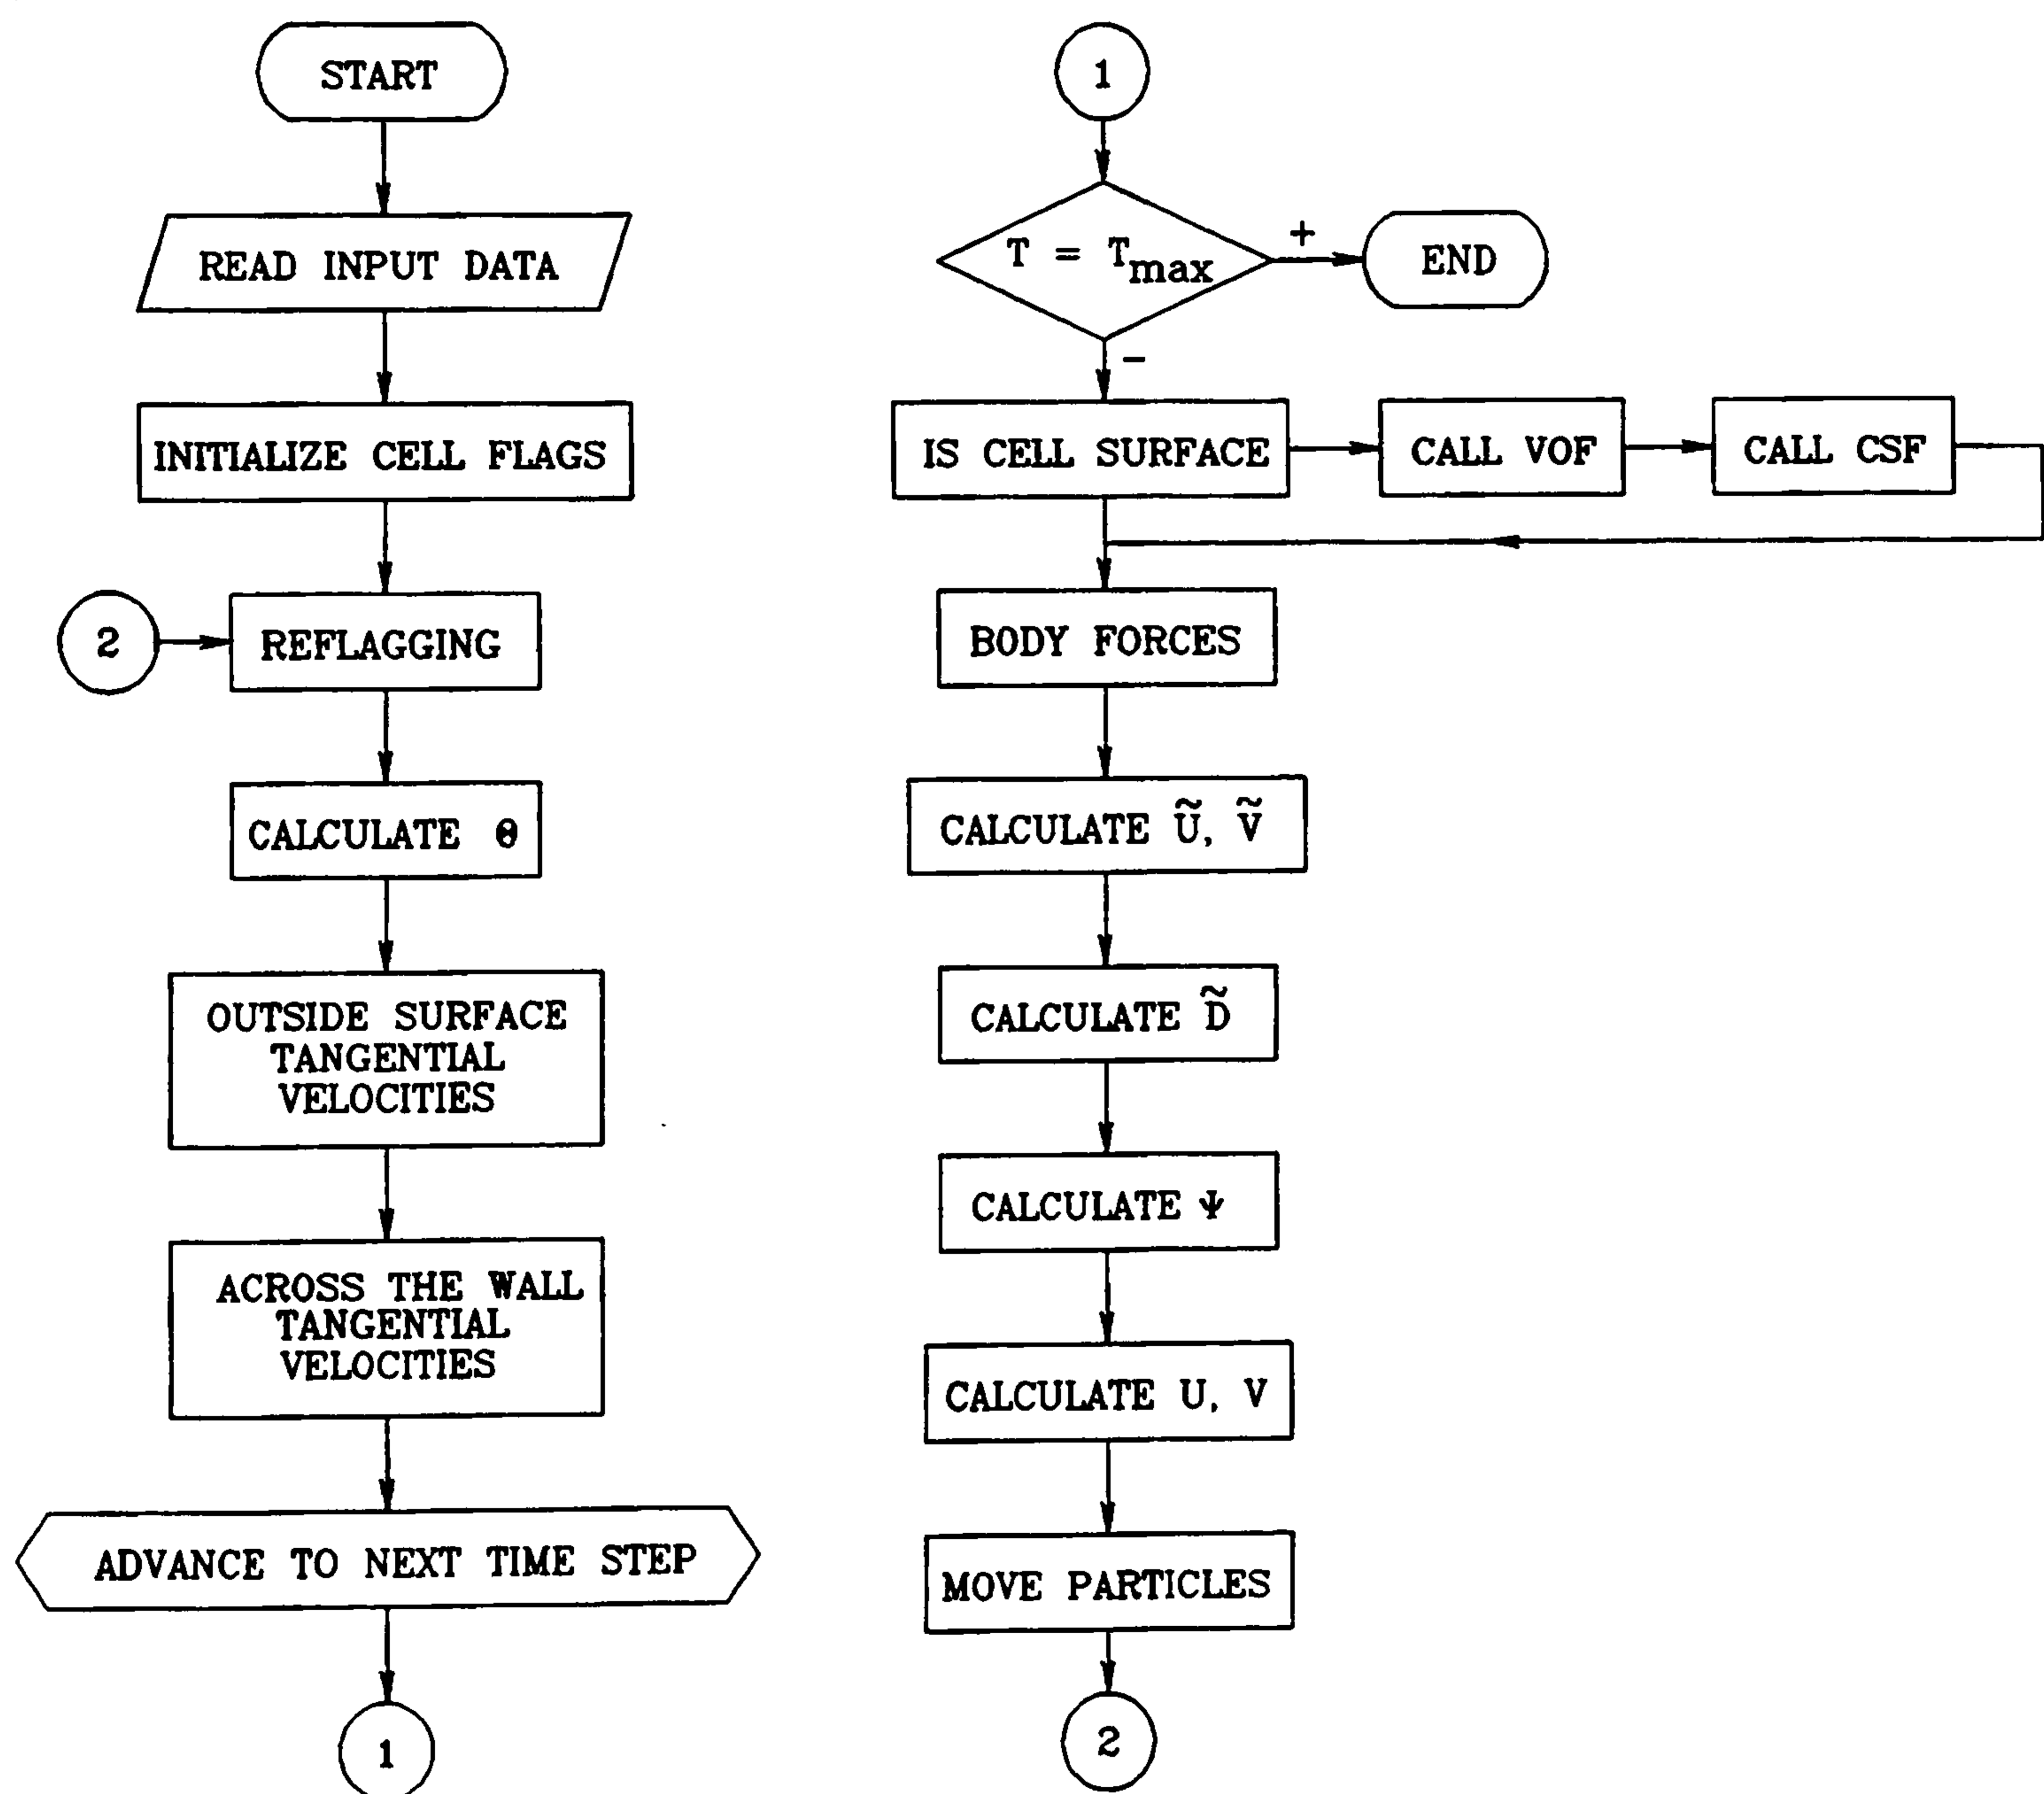 START
READ INPUT DATA
INITIALIZE CELL FLAGS
2
REFLAGGING
CALCULATE Θ
OUTSIDE SURFACE
TANGENTIAL
VELOCITIES
ACROSS THE WALL
TANGENTIAL
VELOCITIES
ADVANCE TO NEXT TIME STEP
1
1
T = Tmax
+
END
-
IS CELL SURFACE
CALL VOF
CALL CSF
BODY FORCES
CALCULATE Ũ, Ṽ
CALCULATE D̃
CALCULATE Ψ
CALCULATE U, V
MOVE PARTICLES
2